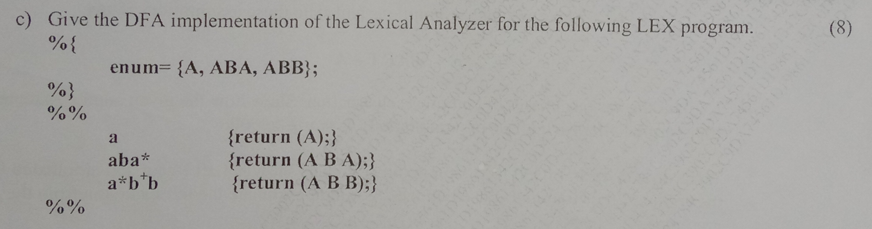 c) Give the DFA implementation of the Lexical Analyzer for the following LEX program. (8)
%{
enum= {A, ABA, ABB};
%}
%%
a {return (A);}
aba* {return (A B A);}
a*b⁺b {return (A B B);}
%%